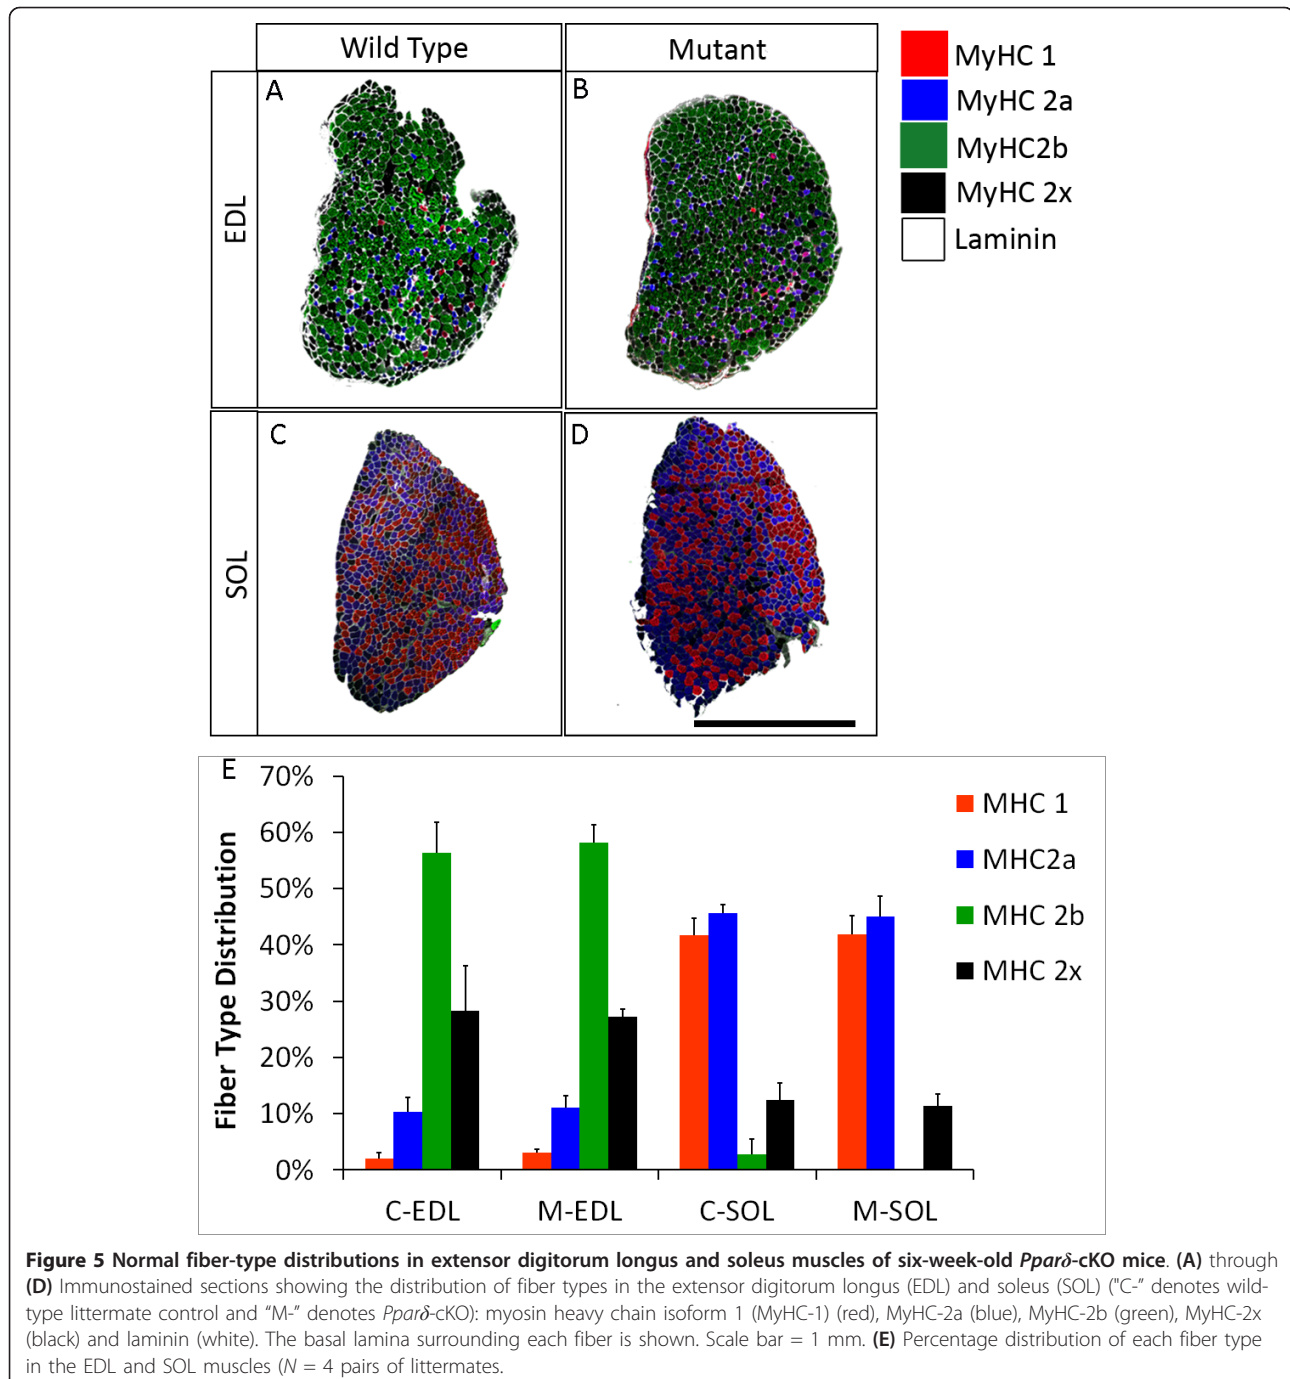 Wild Type
Mutant
MyHC 1
MyHC 2a
MyHC2b
MyHC 2x
Laminin
EDL
A
B
SOL
C
D
E
70%
60%
50%
40%
30%
20%
10%
0%
Fiber Type Distribution
MHC 1
MHC2a
MHC 2b
MHC 2x
C-EDL
M-EDL
C-SOL
M-SOL
Figure 5 Normal fiber-type distributions in extensor digitorum longus and soleus muscles of six-week-old Pparδ-cKO mice. (A) through
(D) Immunostained sections showing the distribution of fiber types in the extensor digitorum longus (EDL) and soleus (SOL) ("C-” denotes wild-
type littermate control and “M-” denotes Pparδ-cKO): myosin heavy chain isoform 1 (MyHC-1) (red), MyHC-2a (blue), MyHC-2b (green), MyHC-2x
(black) and laminin (white). The basal lamina surrounding each fiber is shown. Scale bar = 1 mm. (E) Percentage distribution of each fiber type
in the EDL and SOL muscles (N = 4 pairs of littermates.